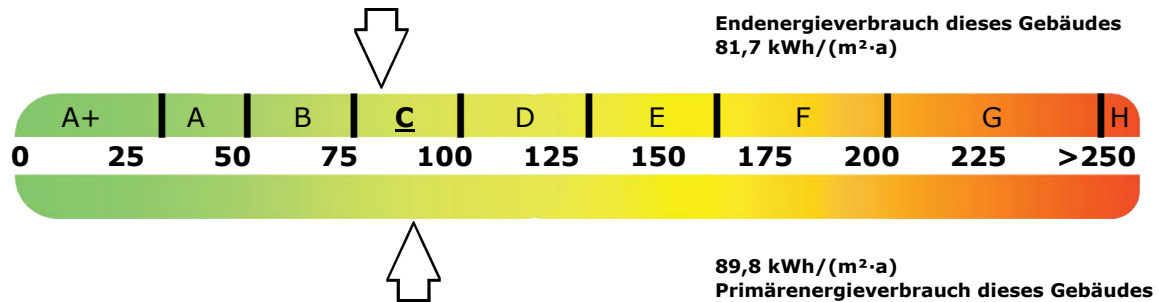 Endenergieverbrauch dieses Gebäudes
81,7 kWh/(m²·a)
A+ A B C D E F G H
0 25 50 75 100 125 150 175 200 225 >250
89,8 kWh/(m²·a)
Primärenergieverbrauch dieses Gebäudes